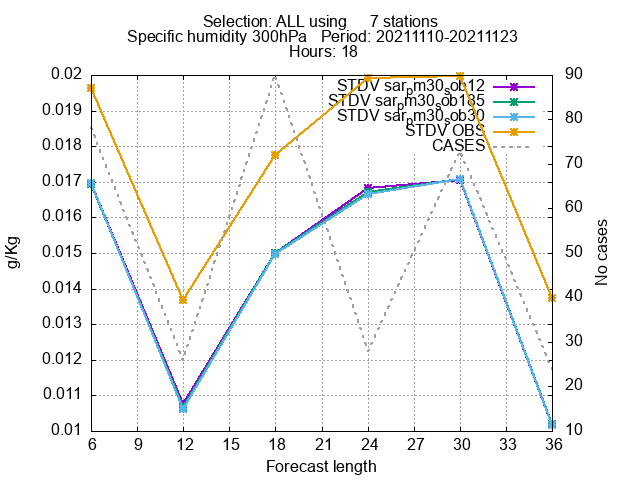 Selection: ALL using     7 stations
Specific humidity 300hPa   Period: 20211110-20211123
Hours: 18
STDV sar_pm30_sob12
STDV sar_pm30_sob185
STDV sar_pm30_sob30
STDV OBS
CASES
0.02
0.019
0.018
0.017
0.016
0.015
0.014
0.013
0.012
0.011
0.01
g/Kg
90
80
70
60
50
40
30
20
10
No cases
6 9 12 15 18 21 24 27 30 33 36
Forecast length